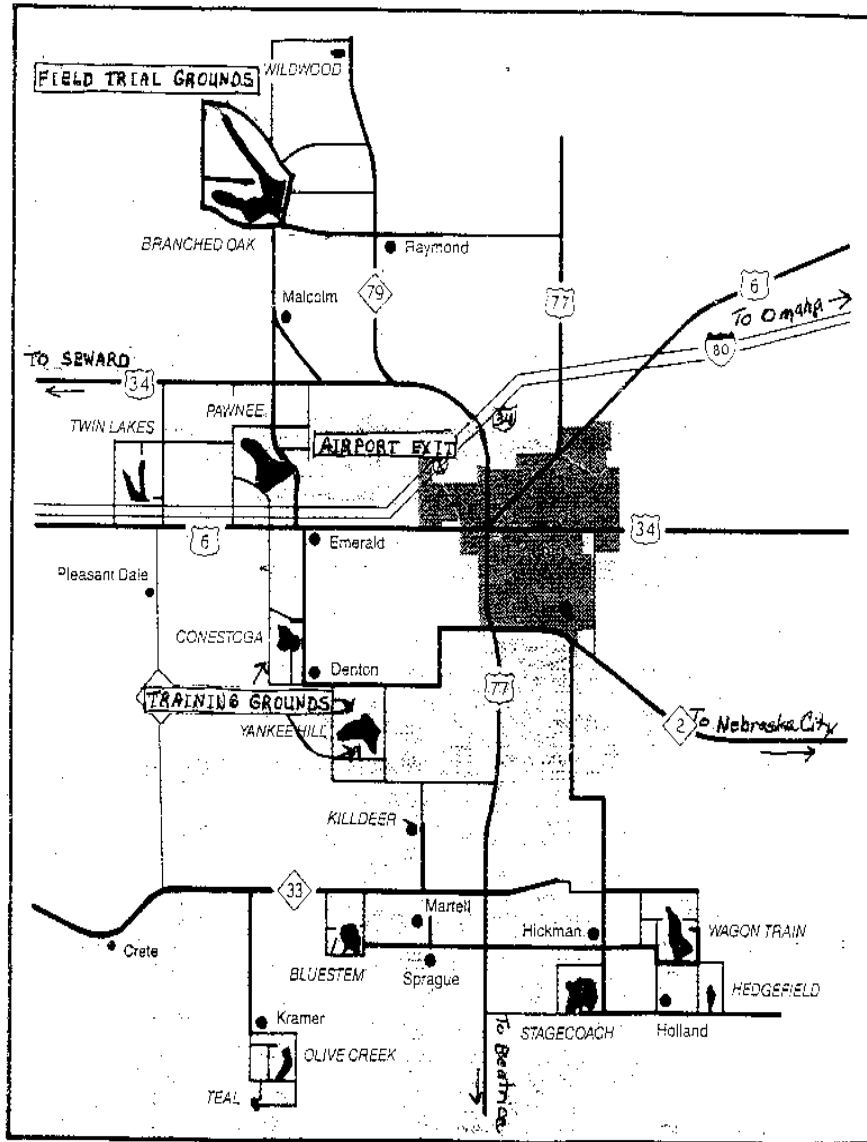 WILDWOOD
FIELD TRIAL GROUNDS
BRANCHED OAK
Raymond
Malcolm
79
77
6
To Omaha
80
TO SEWARD
34
34
TWIN LAKES
PAWNEE
AIRPORT EXIT
6
Emerald
34
Pleasant Dale
CONESTOGA
Denton
77
TRAINING GROUNDS
YANKEE HILL
2
To Nebraska City
KILLDEER
33
Martell
Hickman
WAGON TRAIN
Crete
BLUESTEM
Sprague
HEDGEFIELD
Kramer
STAGECOACH
Holland
OLIVE CREEK
To Beatrice
TEAL